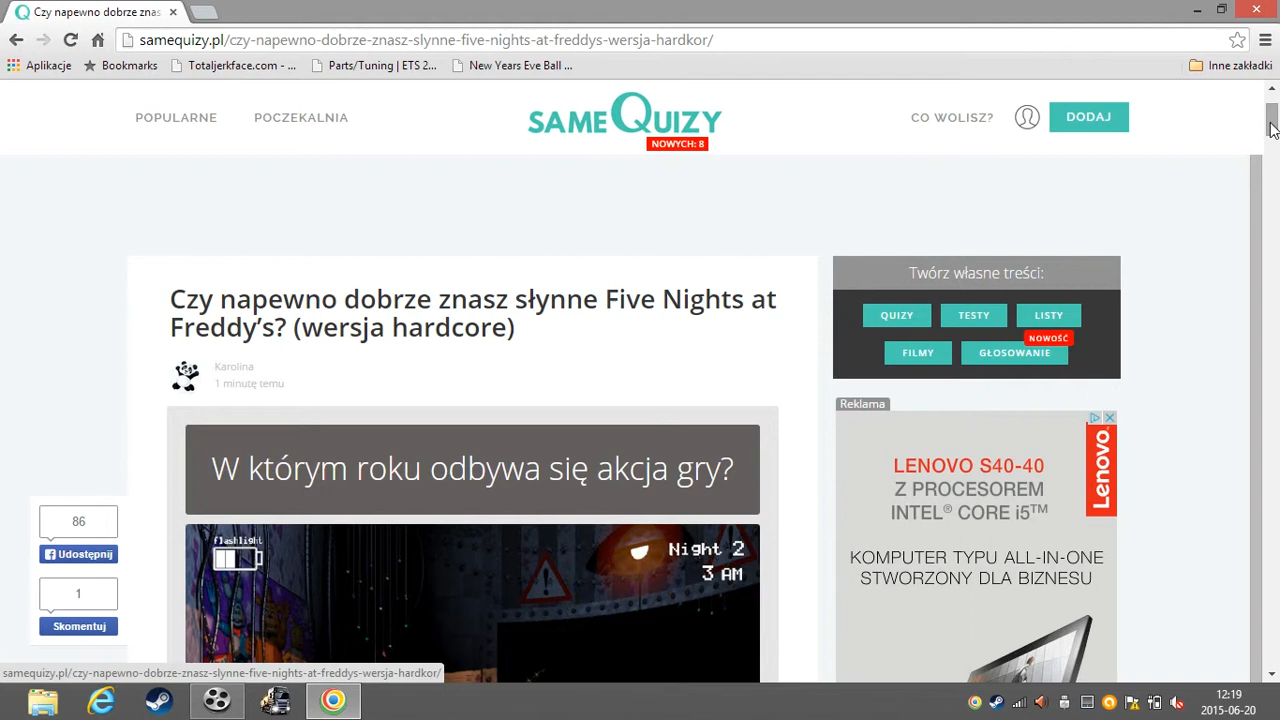 Czy napewno dobrze znas
samequizy.pl/czy-napewno-dobrze-znasz-slynne-five-nights-at-freddys-wersja-hardkor/
Aplikacje Bookmarks Totaljerkface.com - ... Parts/Tuning | ETS 2... New Years Eve Ball ... Inne zakładki
POPULARNE POCZEKALNIA SAMEQUIZY CO WOLISZ? DODAJ
NOWYCH: 8
Twórz własne treści:
Czy napewno dobrze znasz słynne Five Nights at
Freddy's? (wersja hardcore)
QUIZY TESTY LISTY
NOWOŚĆ
FILMY GŁOSOWANIE
Karolina
1 minutę temu
Reklama
W którym roku odbywa się akcja gry?
LENOVO S40-40
Z PROCESOREM
INTEL® CORE i5™
Lenovo
KOMPUTER TYPU ALL-IN-ONE
STWORZONY DLA BIZNESU
86
Udostępnij
1
Skomentuj
flashlight
Night 2
3 AM
samequizy.pl/czy-napewno-dobrze-znasz-slynne-five-nights-at-freddys-wersja-hardkor/
12:19
2015-06-20